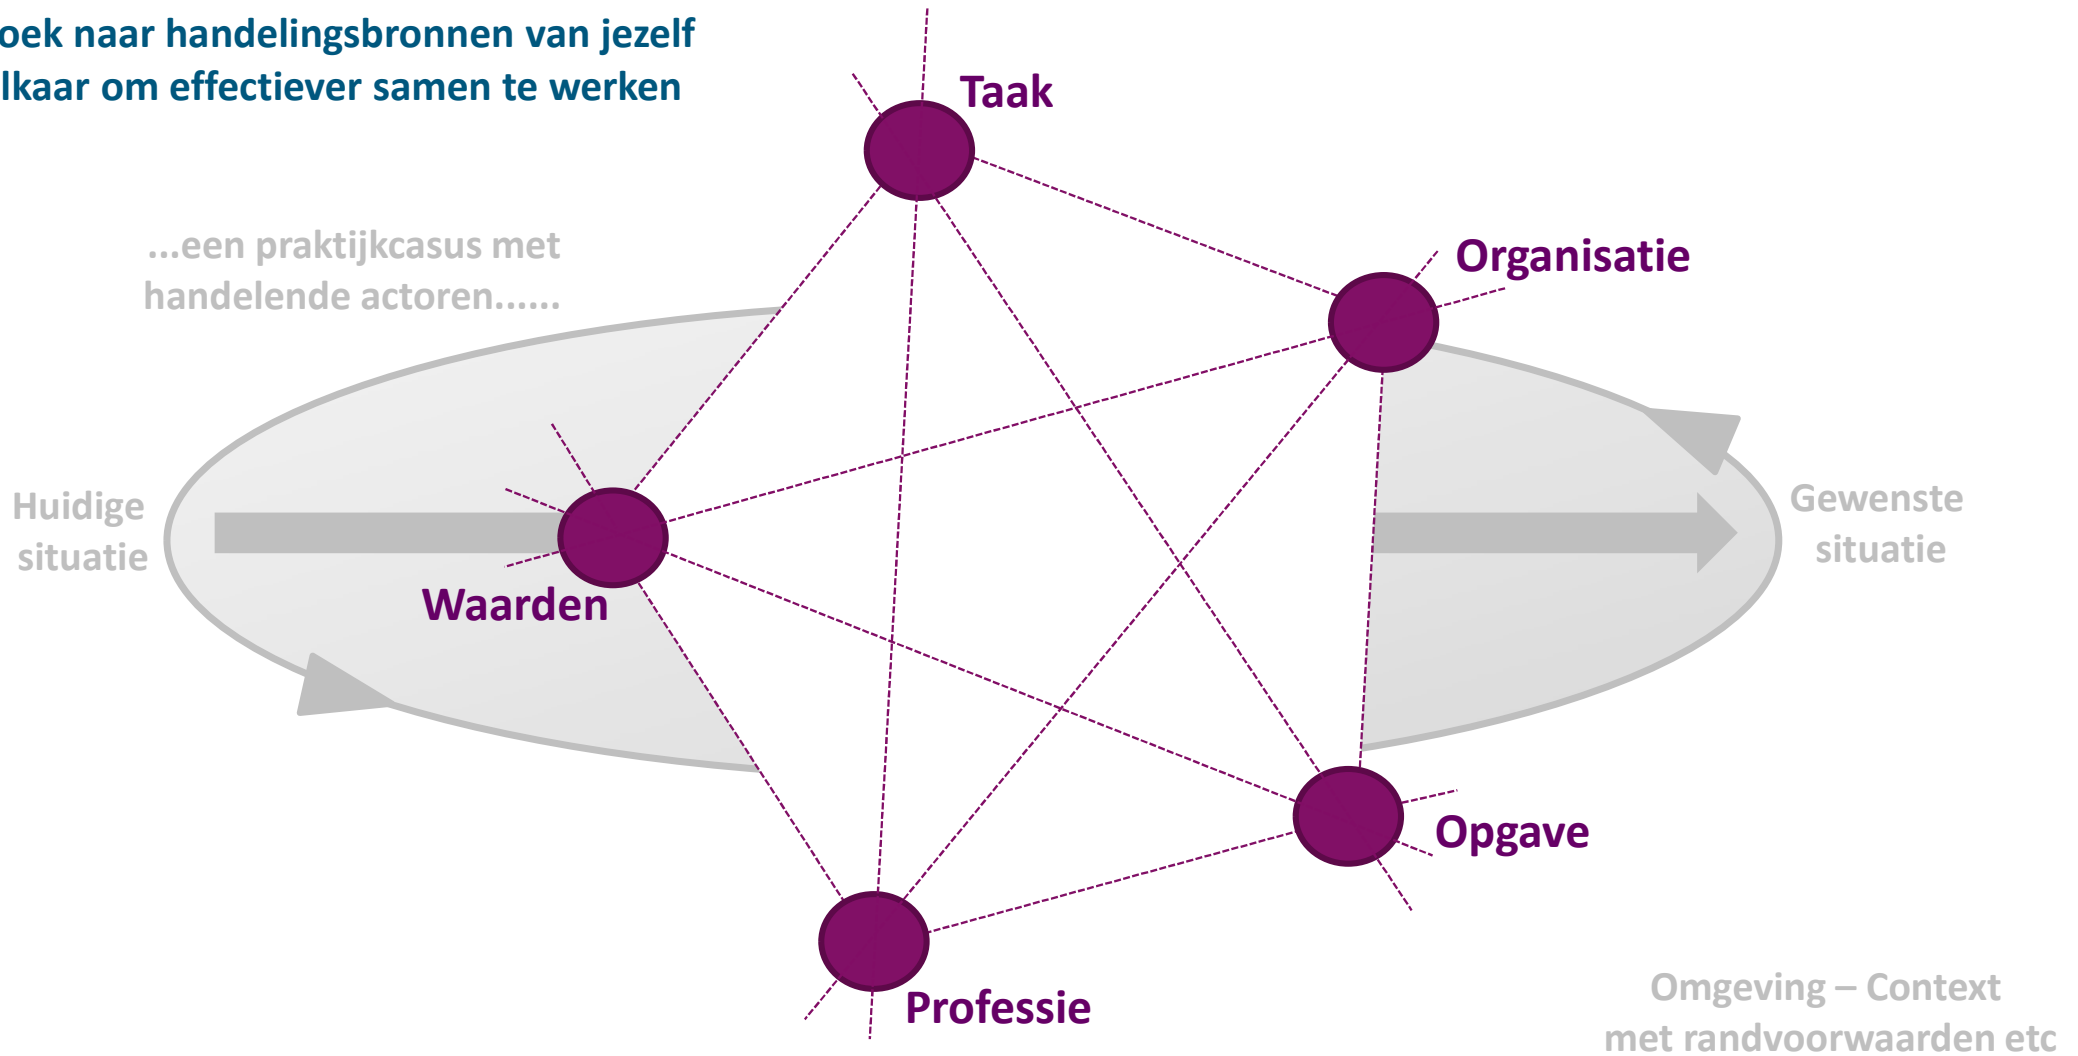 oek naar handelingsbronnen van jezelf
lkaar om effectiever samen te werken
Taak
...een praktijkcasus met
handelende actoren......
Organisatie
Huidige
situatie
Gewenste
situatie
Waarden
Opgave
Professie
Omgeving – Context
met randvoorwaarden etc